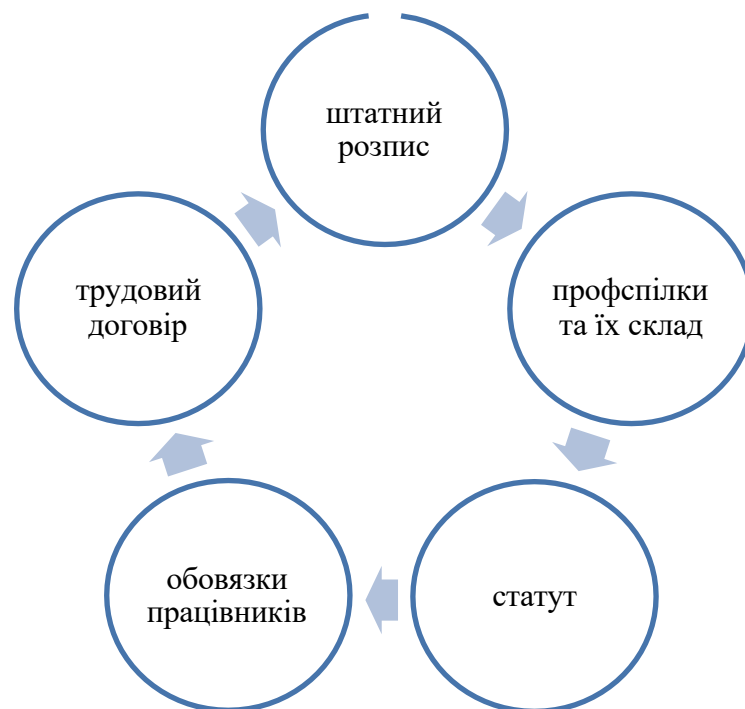 штатний
розпис
трудовий
договір
профспілки
та їх склад
обовязки
працівників
статут